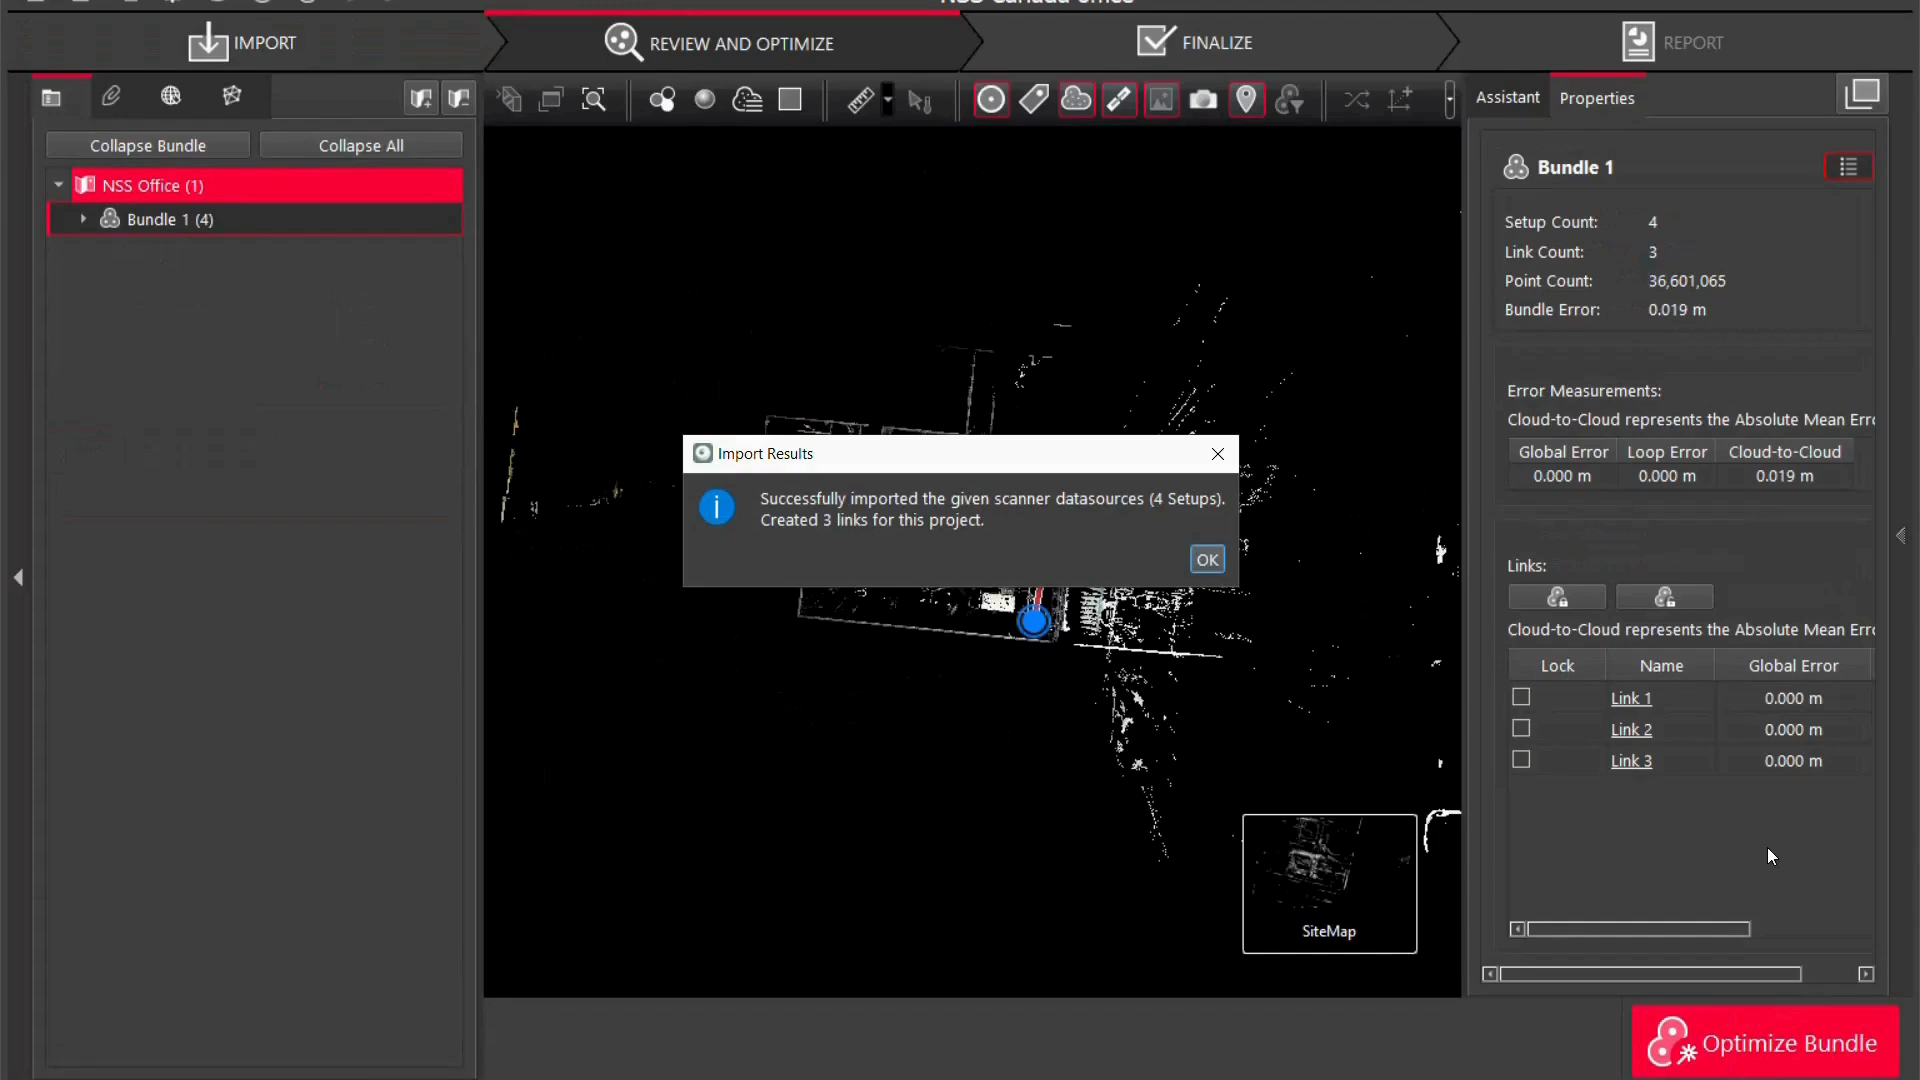 NSS Canada office
IMPORT
REVIEW AND OPTIMIZE
FINALIZE
REPORT
Assistant
Properties
Collapse Bundle
Collapse All
NSS Office (1)
Bundle 1 (4)
Bundle 1
Setup Count: 4
Link Count: 3
Point Count: 36,601,065
Bundle Error: 0.019 m
Error Measurements:
Cloud-to-Cloud represents the Absolute Mean Erro
Global Error Loop Error Cloud-to-Cloud
0.000 m 0.000 m 0.019 m
Import Results
Successfully imported the given scanner datasources (4 Setups).
Created 3 links for this project.
OK
Links:
Cloud-to-Cloud represents the Absolute Mean Erro
Lock Name Global Error
Link 1 0.000 m
Link 2 0.000 m
Link 3 0.000 m
SiteMap
Optimize Bundle